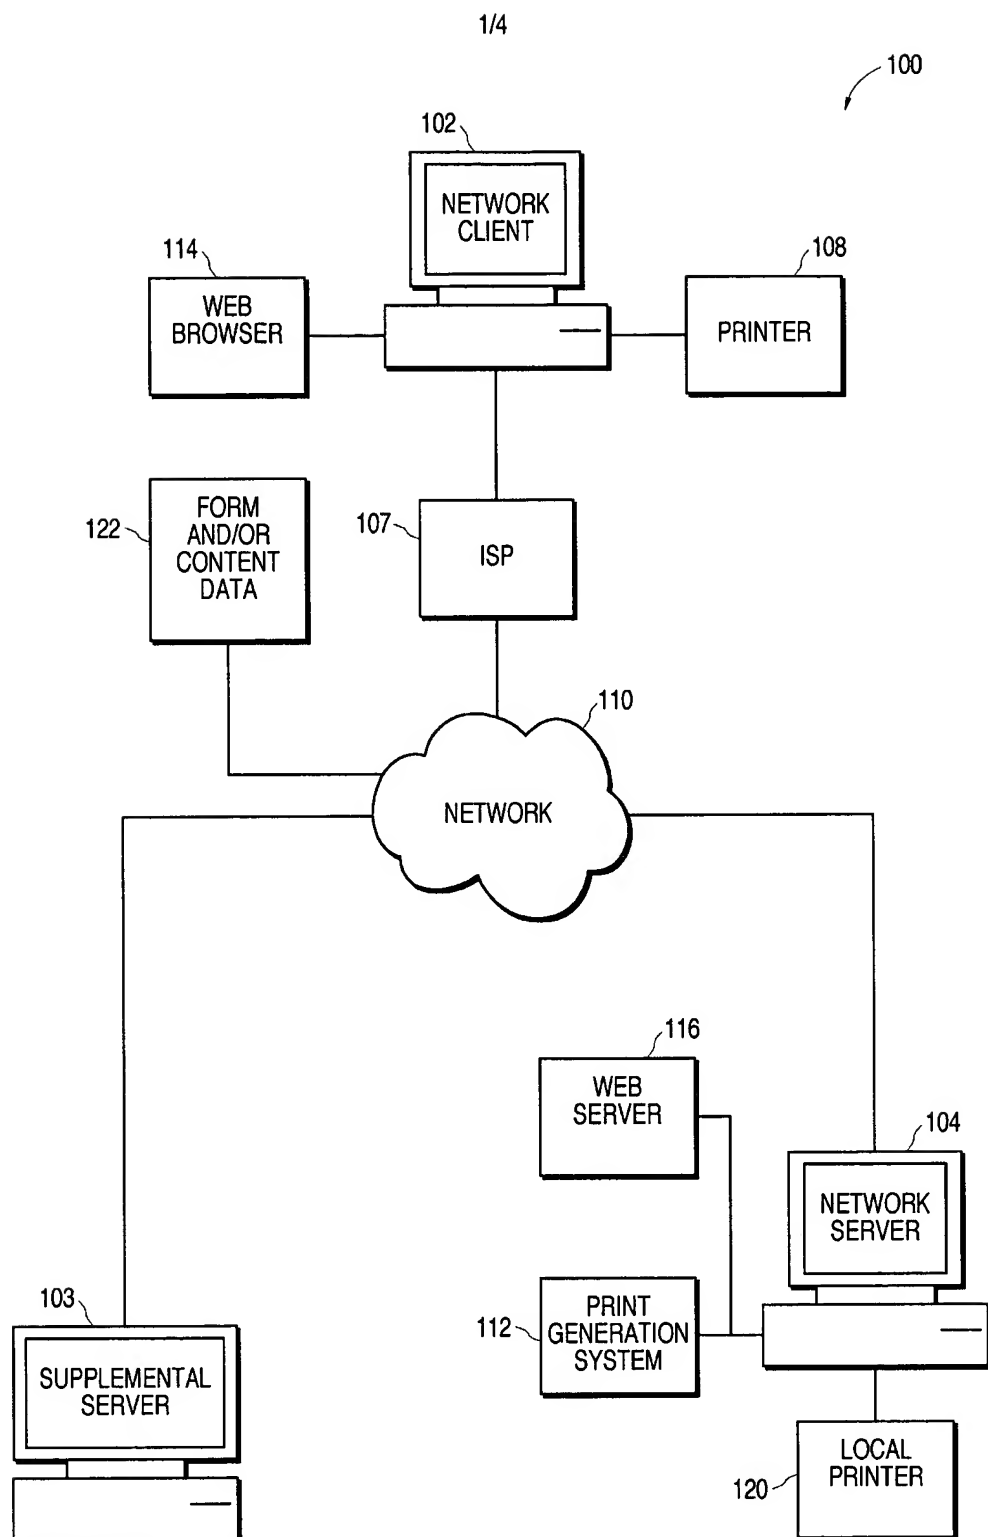 1/4
100
102
NETWORK
CLIENT
114
WEB
BROWSER
108
PRINTER
122
FORM
AND/OR
CONTENT
DATA
107
ISP
110
NETWORK
116
WEB
SERVER
104
NETWORK
SERVER
103
SUPPLEMENTAL
SERVER
112
PRINT
GENERATION
SYSTEM
120
LOCAL
PRINTER